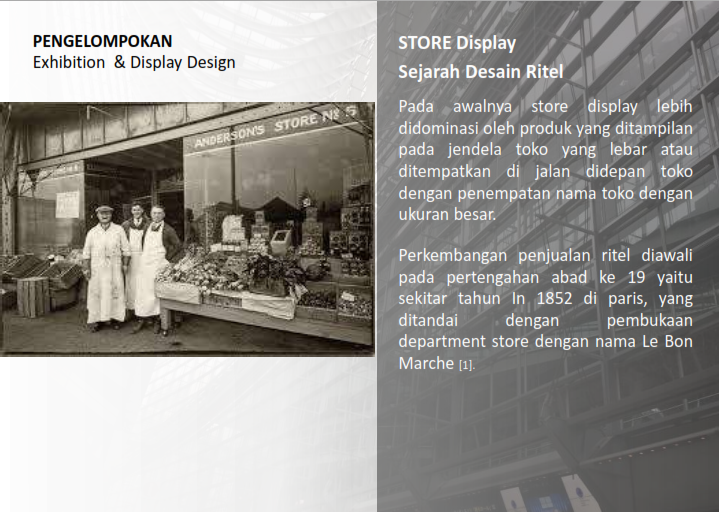 PENGELOMPOKAN
Exhibition & Display Design
ANDERSON'S STORE No 5
STORE Display
Sejarah Desain Ritel
Pada awalnya store display lebih
didominasi oleh produk yang ditampilan
pada jendela toko yang lebar atau
ditempatkan di jalan didepan toko
dengan penempatan nama toko dengan
ukuran besar.
Perkembangan penjualan ritel diawali
pada pertengahan abad ke 19 yaitu
sekitar tahun In 1852 di paris, yang
ditandai dengan pembukaan
department store dengan nama Le Bon
Marche [1].